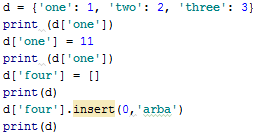 d = {'one': 1, 'two': 2, 'three': 3}
print (d['one'])
d['one'] = 11
print (d['one'])
d['four'] = []
print(d)
d['four'].insert(0,'arba')
print(d)